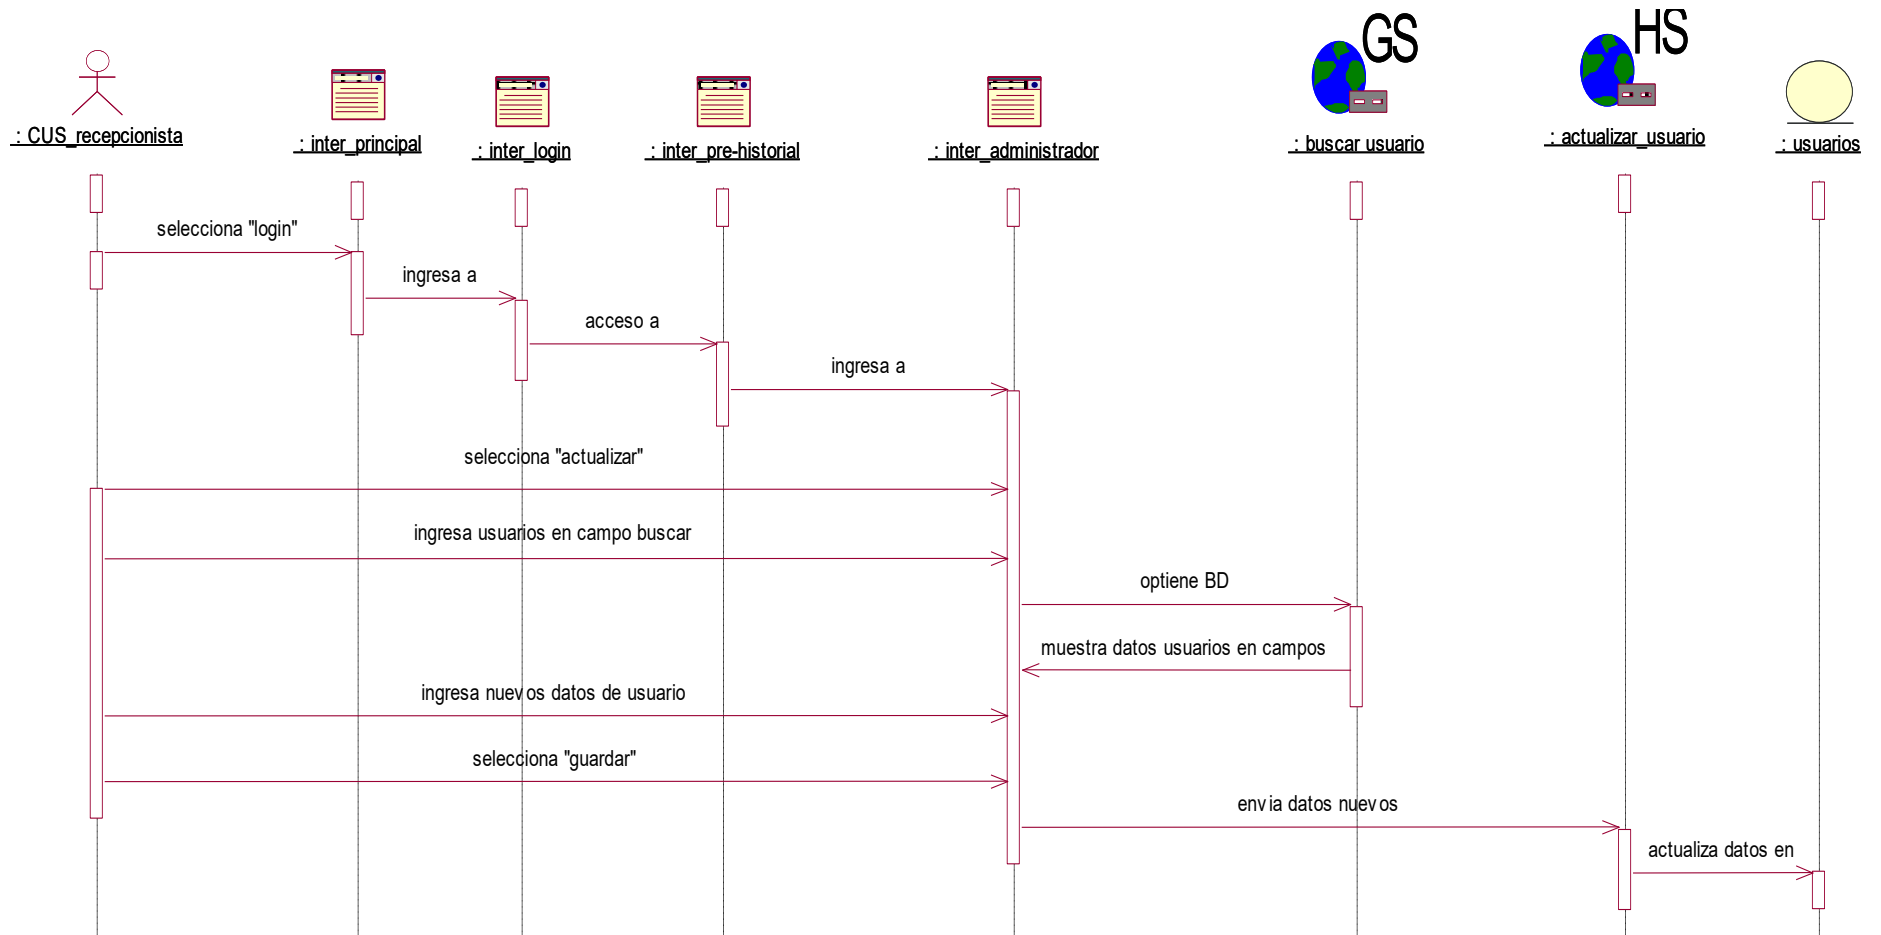 GS
HS
: CUS_recepcionista
: inter_principal
: inter_login
: inter_pre-historial
: inter_administrador
: buscar usuario
: actualizar_usuario
: usuarios
selecciona "login"
ingresa a
acceso a
ingresa a
selecciona "actualizar"
ingresa usuarios en campo buscar
optiene BD
muestra datos usuarios en campos
ingresa nuevos datos de usuario
selecciona "guardar"
envia datos nuevos
actualiza datos en